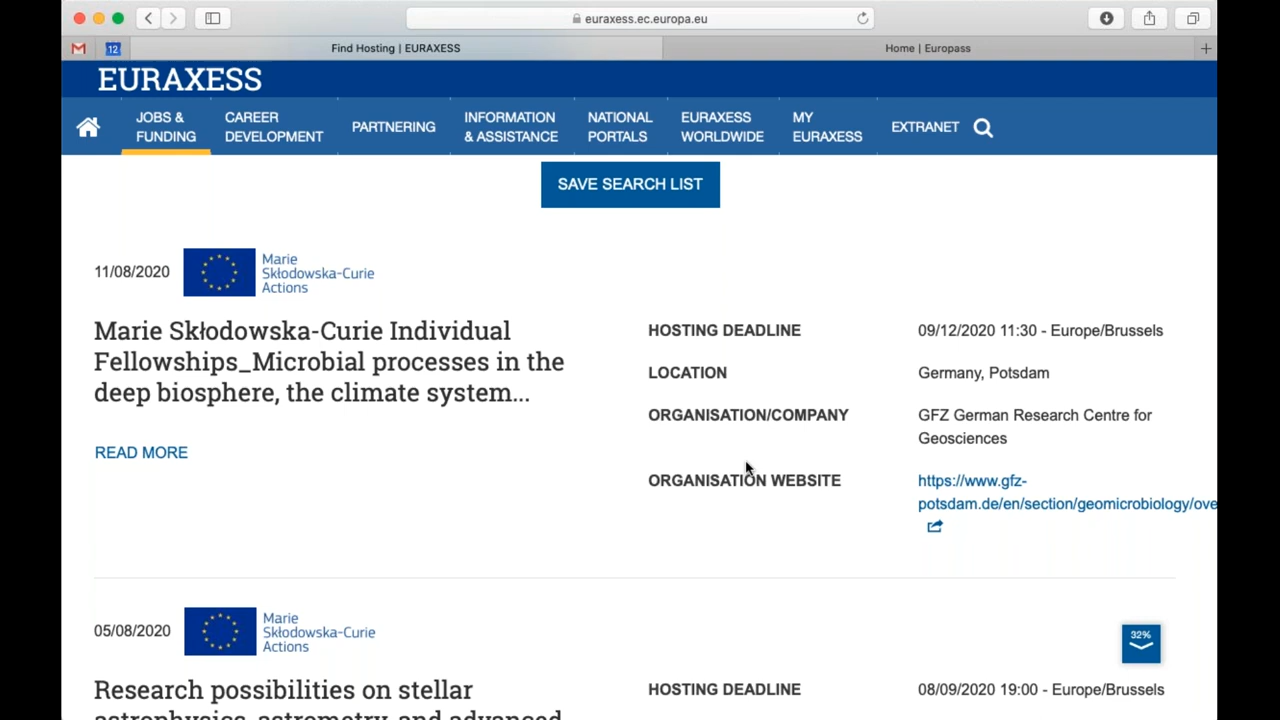 euraxess.ec.europa.eu
12
Find Hosting | EURAXESS
Home | Europass
EURAXESS
JOBS &
FUNDING
CAREER
DEVELOPMENT
PARTNERING
INFORMATION
& ASSISTANCE
NATIONAL
PORTALS
EURAXESS
WORLDWIDE
MY
EURAXESS
EXTRANET
SAVE SEARCH LIST
11/08/2020
Marie
Skłodowska-Curie
Actions
Marie Skłodowska-Curie Individual
Fellowships_Microbial processes in the
deep biosphere, the climate system...
READ MORE
HOSTING DEADLINE
09/12/2020 11:30 - Europe/Brussels
LOCATION
Germany, Potsdam
ORGANISATION/COMPANY
GFZ German Research Centre for
Geosciences
ORGANISATION WEBSITE
https://www.gfz-
potsdam.de/en/section/geomicrobiology/ove
05/08/2020
Marie
Skłodowska-Curie
Actions
32%
Research possibilities on stellar
astrophysics, astrometry, and advanced
HOSTING DEADLINE
08/09/2020 19:00 - Europe/Brussels